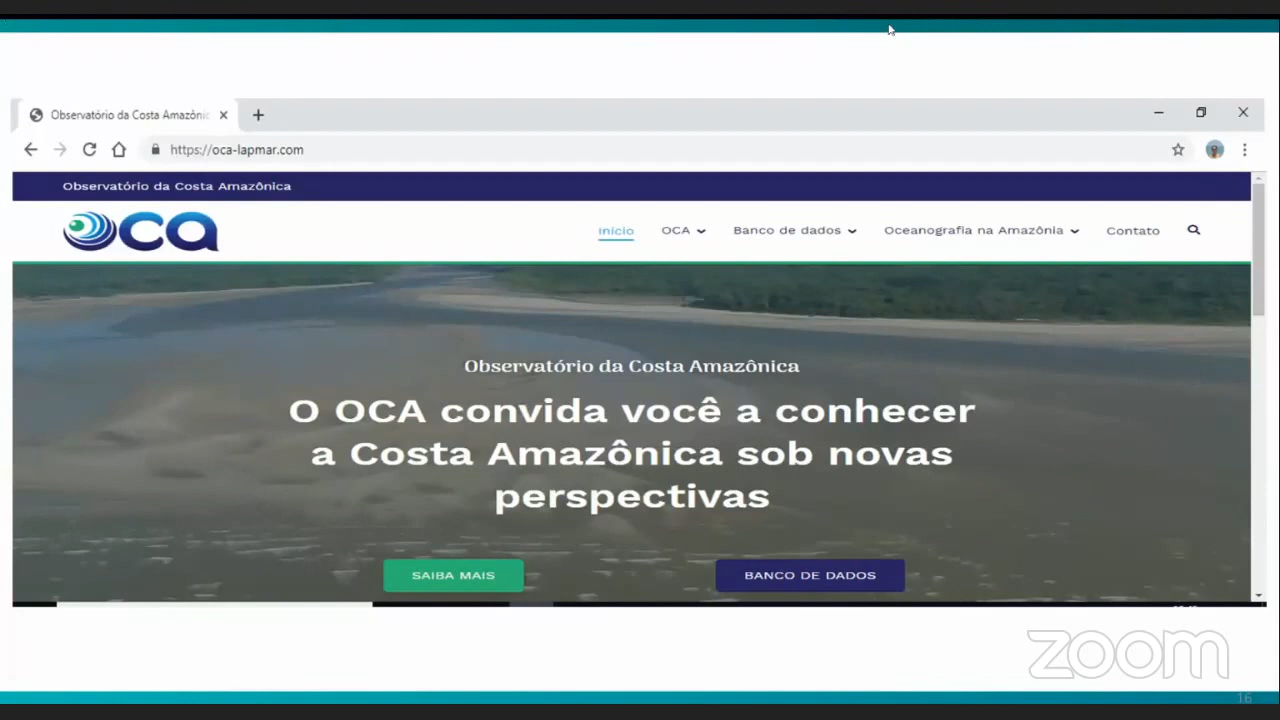 Observatório da Costa Amazônic
https://oca-lapmar.com
Observatório da Costa Amazônica
oca
Início OCA Banco de dados Oceanografia na Amazônia Contato
Observatório da Costa Amazônica
O OCA convida você a conhecer
a Costa Amazônica sob novas
perspectivas
SAIBA MAIS BANCO DE DADOS
zoom
16